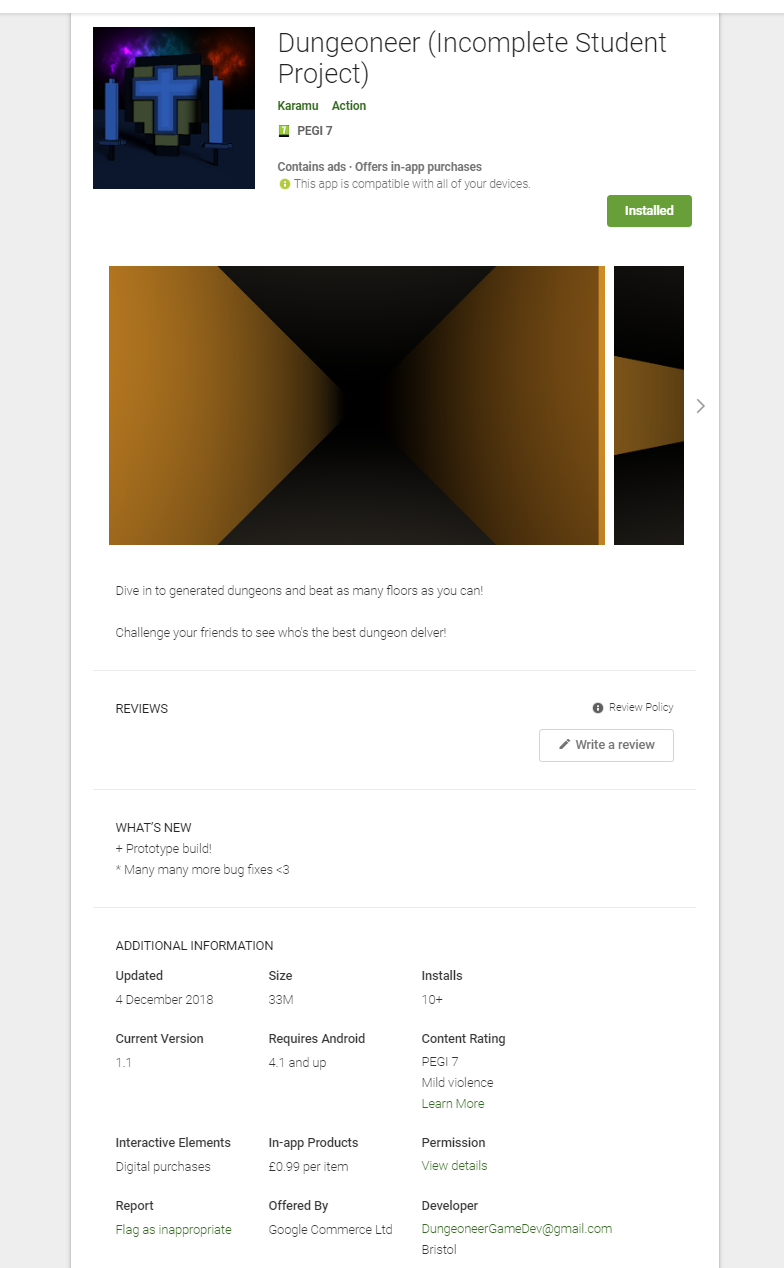 Dungeoneer (Incomplete Student
Project)
Karamu Action
7 PEGI 7
Contains ads · Offers in-app purchases
This app is compatible with all of your devices.
Installed
Dive in to generated dungeons and beat as many floors as you can!
Challenge your friends to see who's the best dungeon delver!
REVIEWS
Review Policy
Write a review
WHAT'S NEW
+ Prototype build!
* Many many more bug fixes <3
ADDITIONAL INFORMATION
Updated Size Installs
4 December 2018 33M 10+
Current Version Requires Android Content Rating
1.1 4.1 and up PEGI 7
Mild violence
Learn More
Interactive Elements In-app Products Permission
Digital purchases £0.99 per item View details
Report Offered By Developer
Flag as inappropriate Google Commerce Ltd DungeoneerGameDev@gmail.com
Bristol